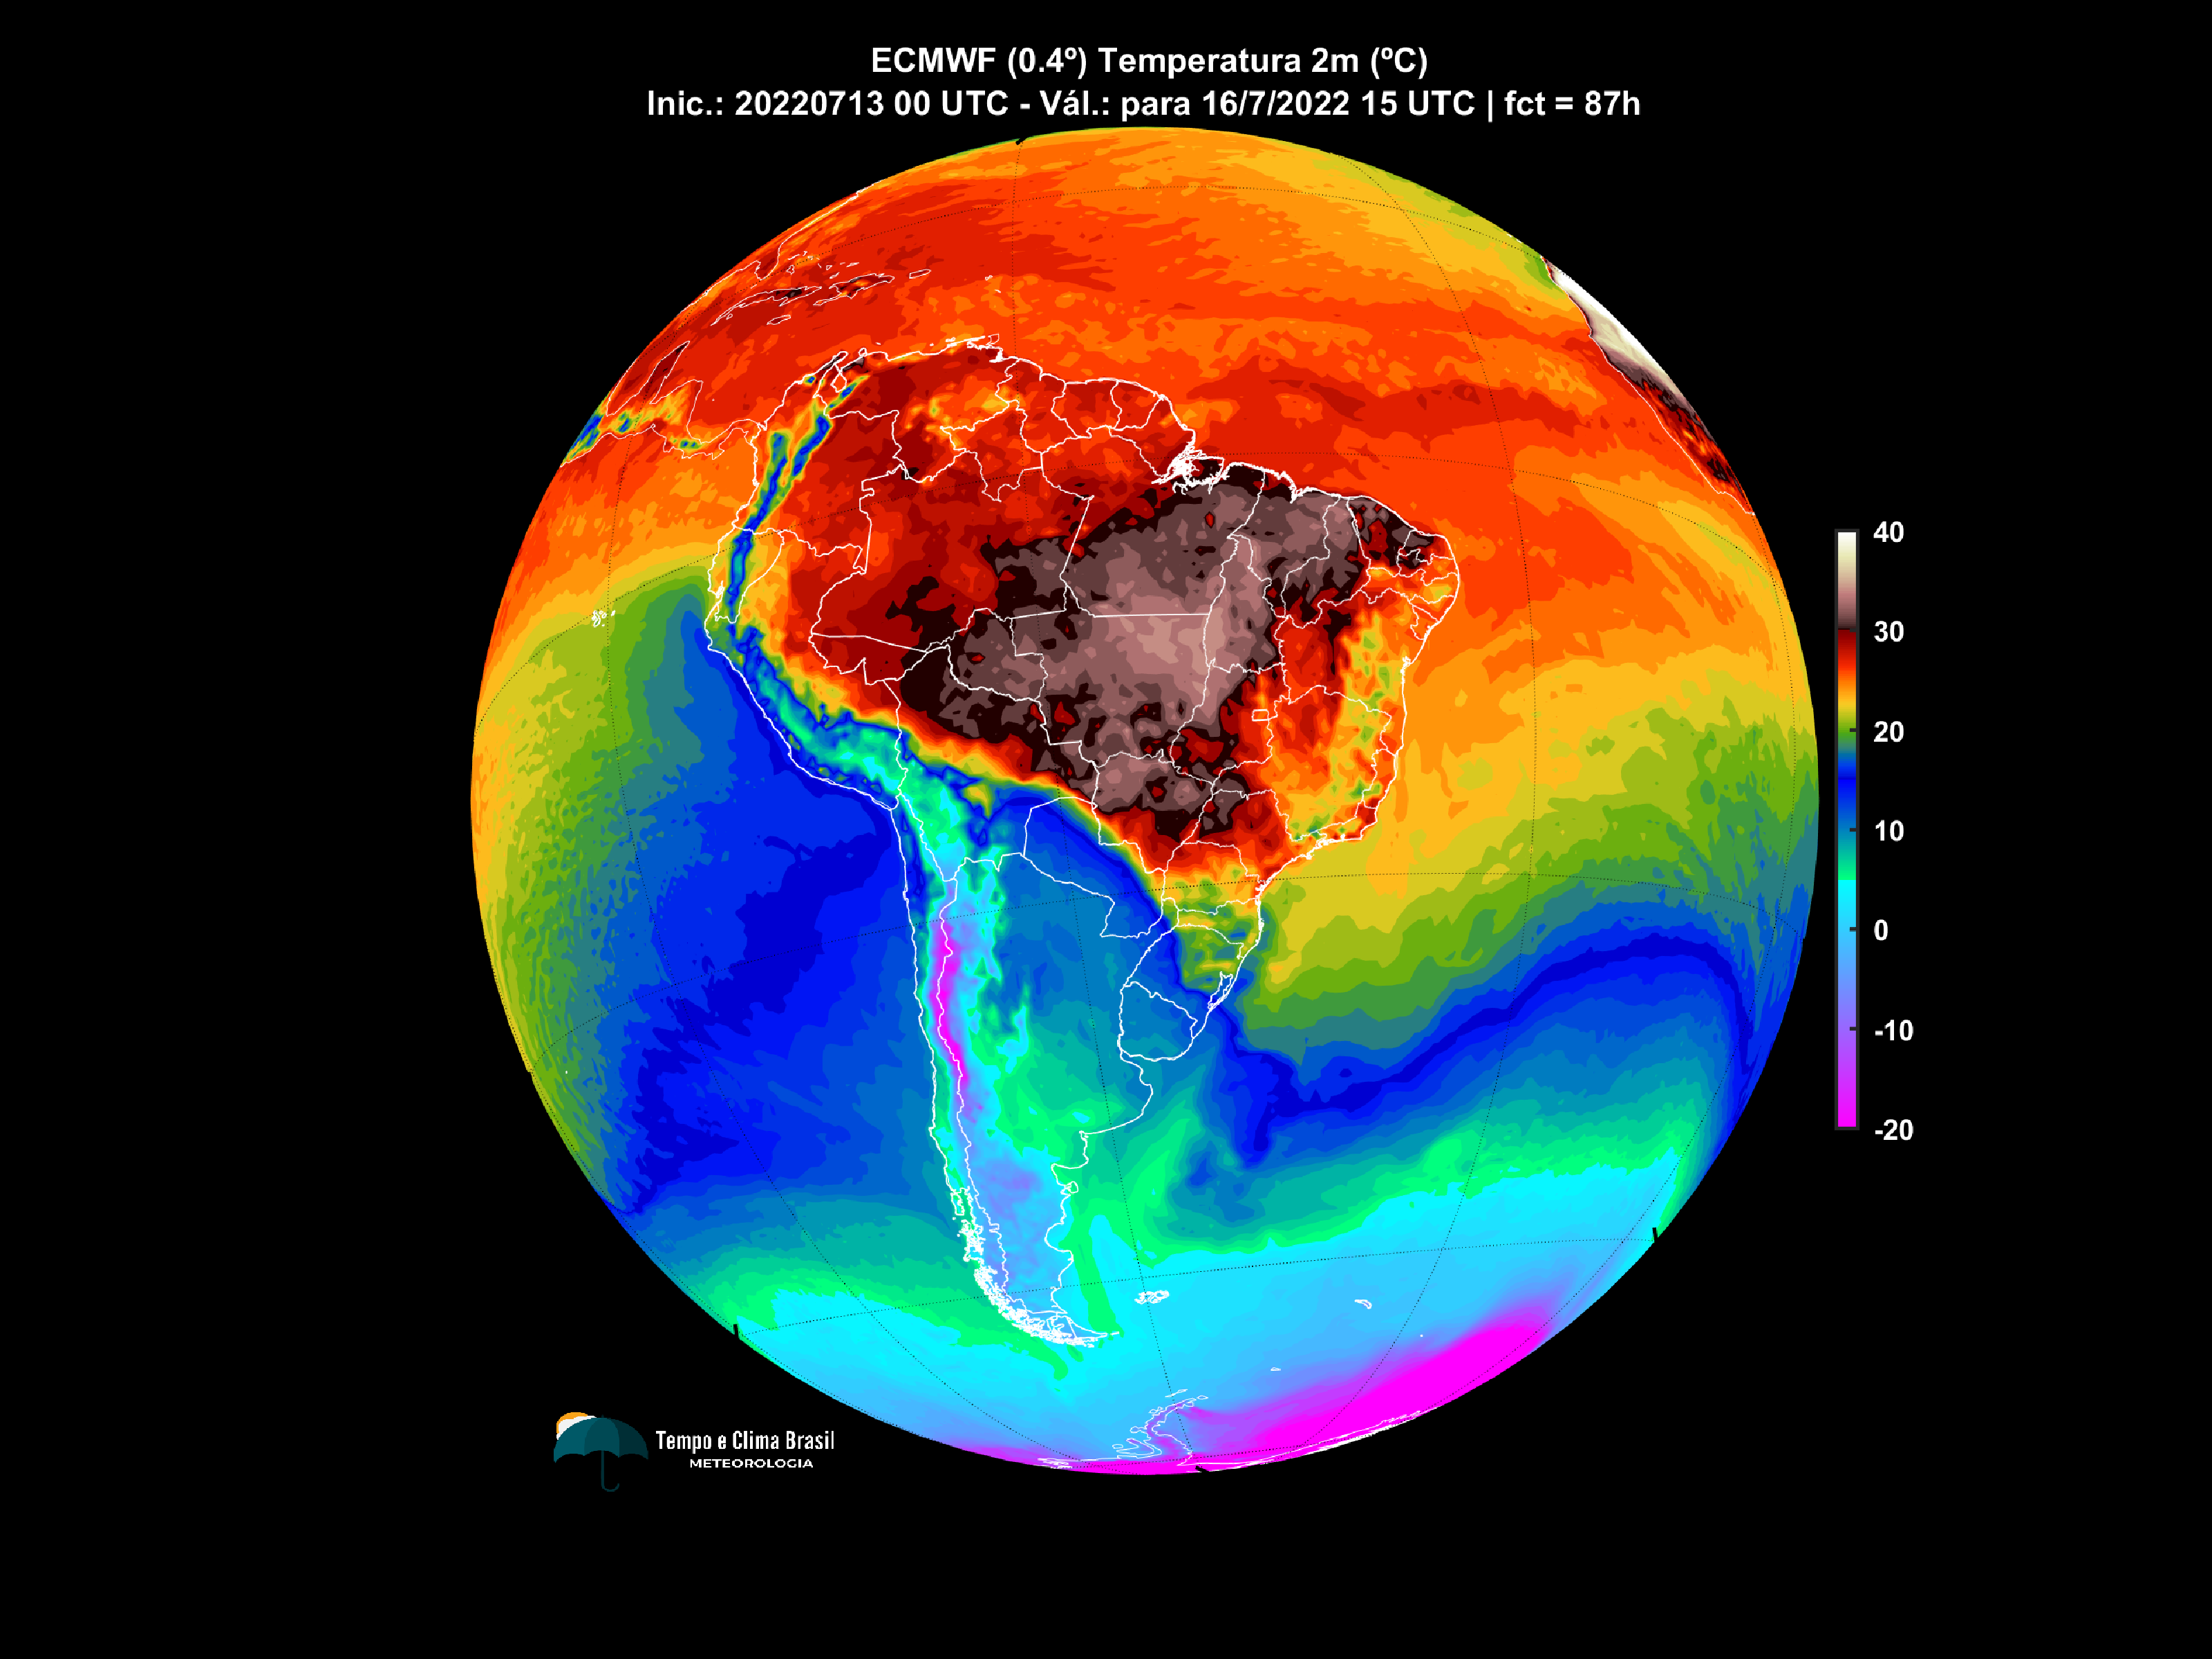 ECMWF (0.4º) Temperatura 2m (ºC)
Inic.: 20220713 00 UTC - Vál.: para 16/7/2022 15 UTC | fct = 87h
40
30
20
10
0
-10
-20
Tempo e Clima Brasil
METEOROLOGIA